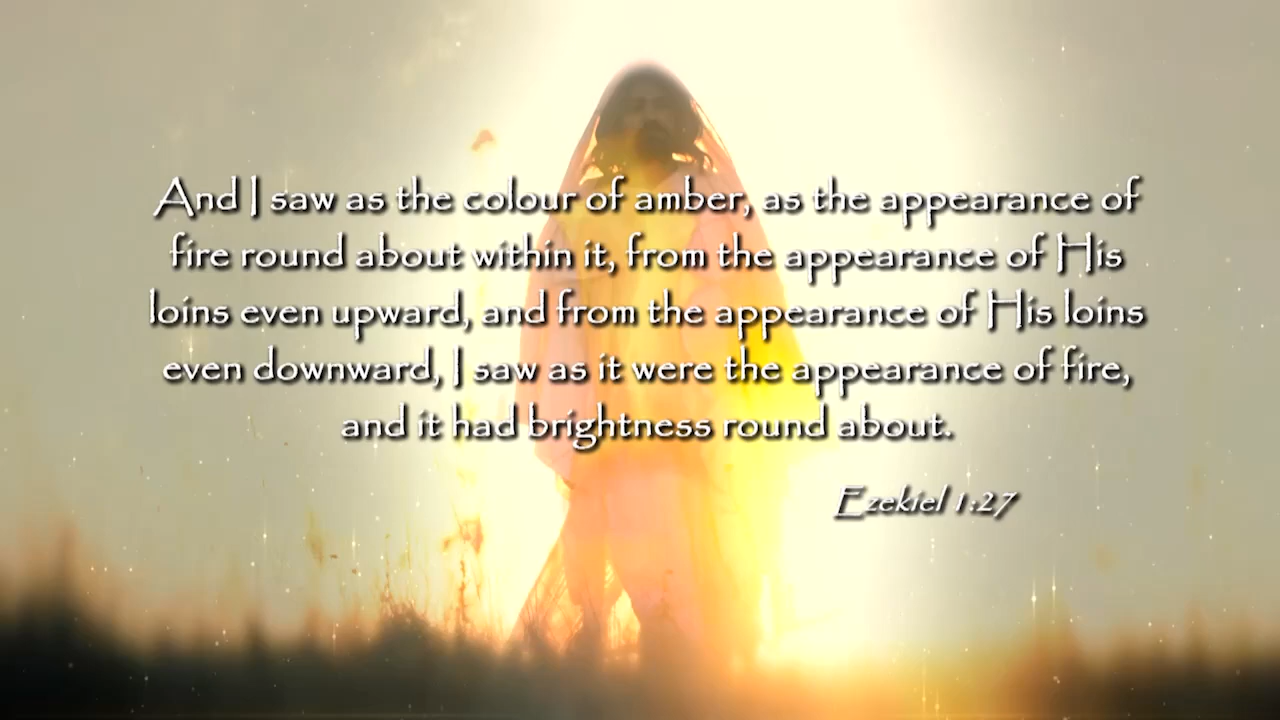 And I saw as the colour of amber, as the appearance of
fire round about within it, from the appearance of His
loins even upward, and from the appearance of His loins
even downward, I saw as it were the appearance of fire,
and it had brightness round about.
Ezekiel 1:27